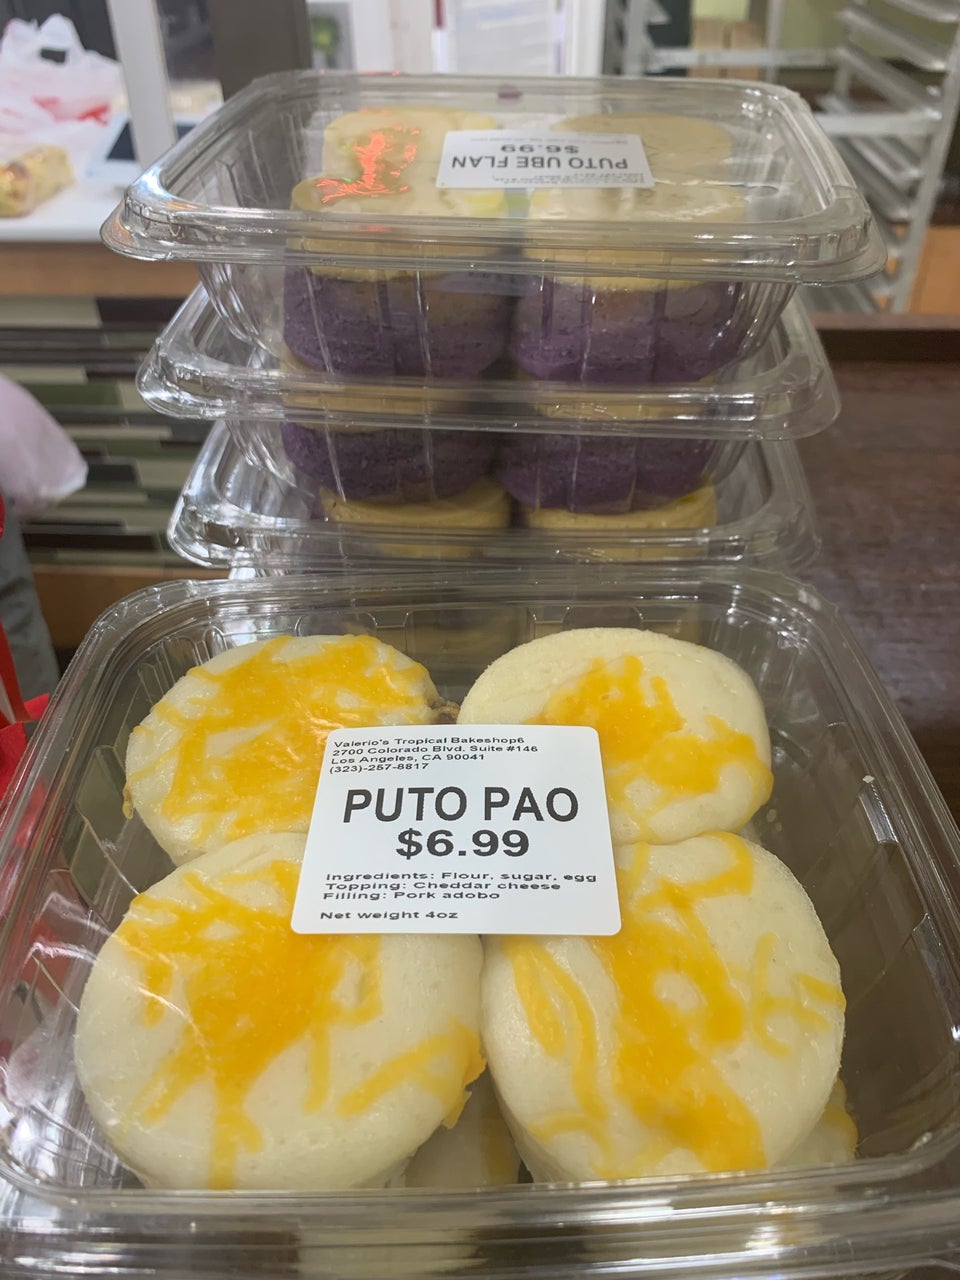 PUTO UBE FLAN
$6.99
Valerio's Tropical Bakeshop6
2700 Colorado Blvd. Suite #146
Los Angeles, CA 90041
(323)-257-8817
PUTO PAO
$6.99
Ingredients: Flour, sugar, egg
Topping: Cheddar cheese
Filling: Pork adobo
Net weight 4oz